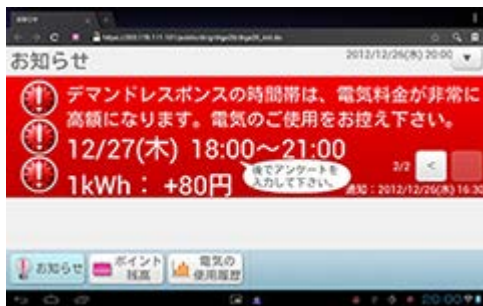 お知らせ
2012/12/26(水) 20:00
デマンドレスポンスの時間帯は、電気料金が非常に
高額になります。電気のご使用をお控え下さい。
12/27(木) 18:00～21:00
後でアンケートを
入力して下さい。
2/2 <
1kWh： +80円
通知：2012/12/26(水) 16:30
お知らせ
ポイント
残高
電気の
使用履歴
20:00